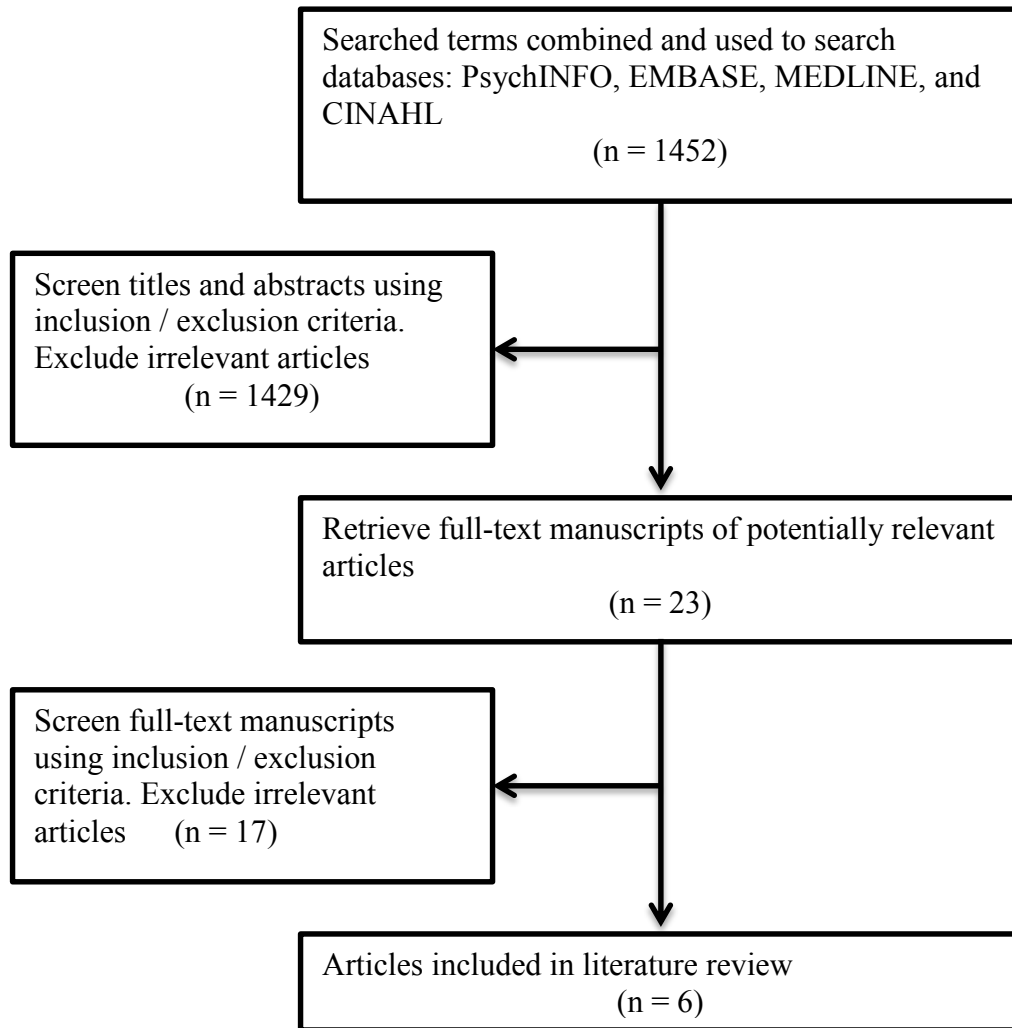 Searched terms combined and used to search
databases: PsychINFO, EMBASE, MEDLINE, and
CINAHL
(n = 1452)
Screen titles and abstracts using
inclusion / exclusion criteria.
Exclude irrelevant articles
(n = 1429)
Retrieve full-text manuscripts of potentially relevant
articles
(n = 23)
Screen full-text manuscripts
using inclusion / exclusion
criteria. Exclude irrelevant
articles (n = 17)
Articles included in literature review
(n = 6)